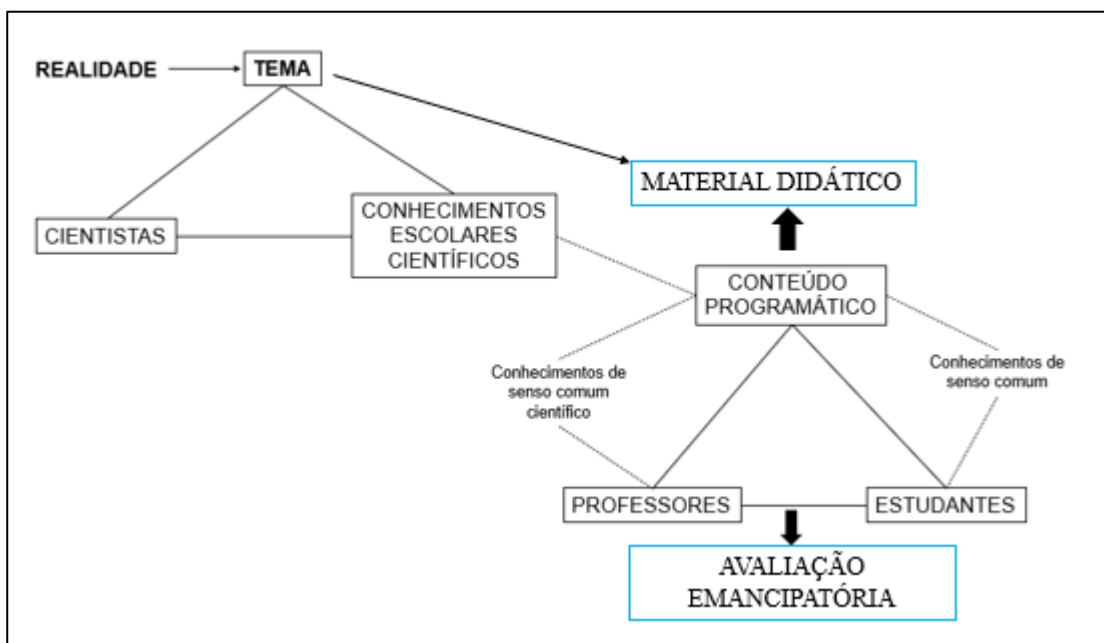 REALIDADE
TEMA
MATERIAL DIDÁTICO
CIENTISTAS
CONHECIMENTOS
ESCOLARES
CIENTÍFICOS
CONTEÚDO
PROGRAMÁTICO
Conhecimentos de
senso comum
científico
Conhecimentos de
senso comum
PROFESSORES
ESTUDANTES
AVALIAÇÃO
EMANCIPATÓRIA